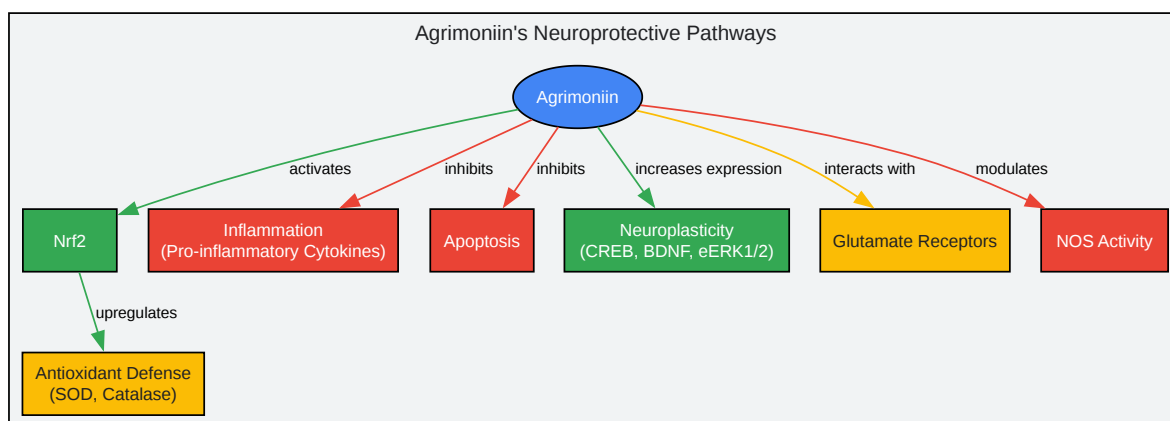 Agrimoniin's Neuroprotective Pathways
Agrimoniin
activates
inhibits
inhibits
increases expression
interacts with
modulates
Nrf2
Inflammation
(Pro-inflammatory Cytokines)
Apoptosis
Neuroplasticity
(CREB, BDNF, eERK1/2)
Glutamate Receptors
NOS Activity
upregulates
Antioxidant Defense
(SOD, Catalase)